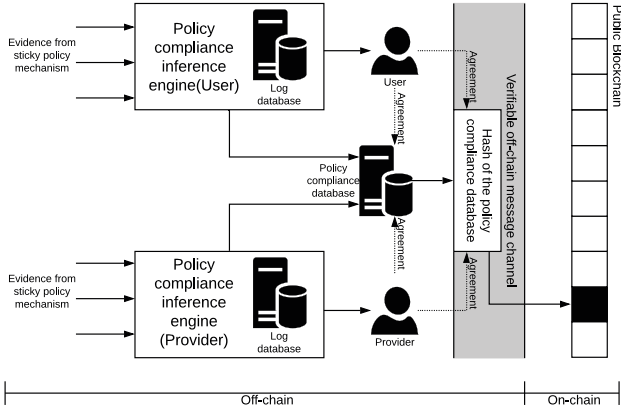 Evidence from
sticky policy
mechanism
Policy
compliance
inference
engine(User)
Log
database
User
Agreement
Agreement
Policy
compliance
database
Hash of the policy
compliance database
Verifiable off-chain message channel
Public Blockchain
Evidence from
sticky policy
mechanism
Policy
compliance
inference
engine
(Provider)
Log
database
Provider
Agreement
Agreement
Off-chain
On-chain